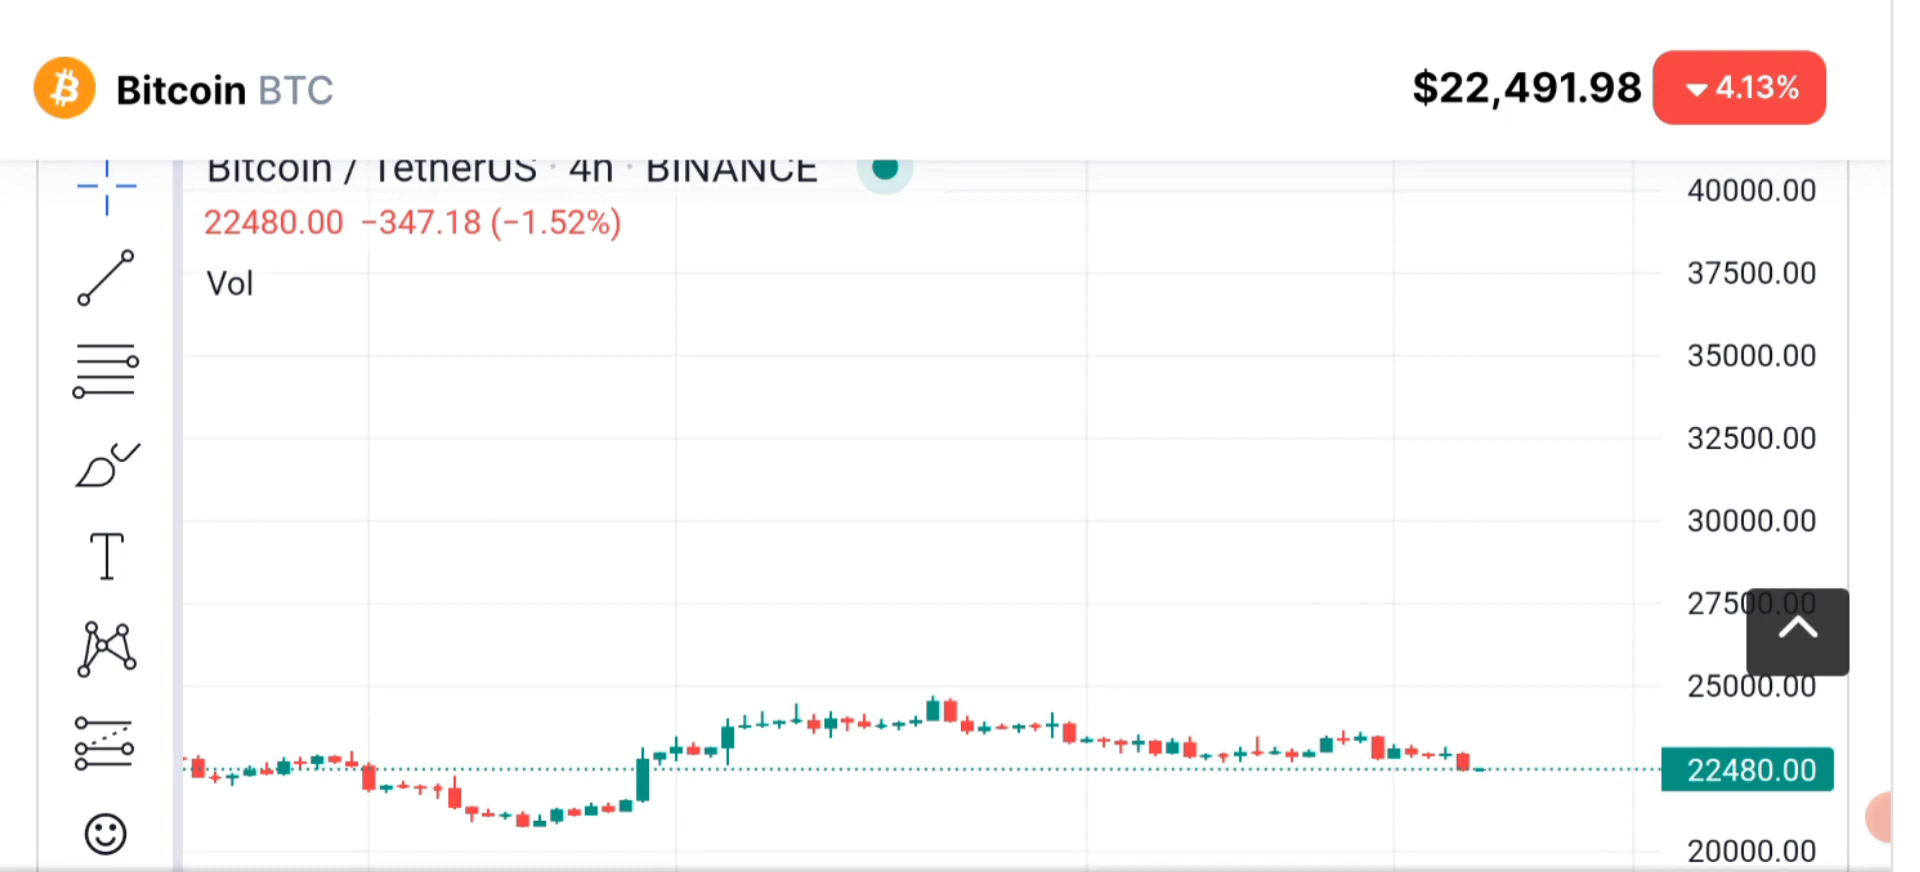 Bitcoin BTC
$22,491.98
4.13%
Bitcoin / TetherUS · 4h · BINANCE
22480.00 −347.18 (−1.52%)
Vol
40000.00
37500.00
35000.00
32500.00
30000.00
27500.00
25000.00
22480.00
20000.00